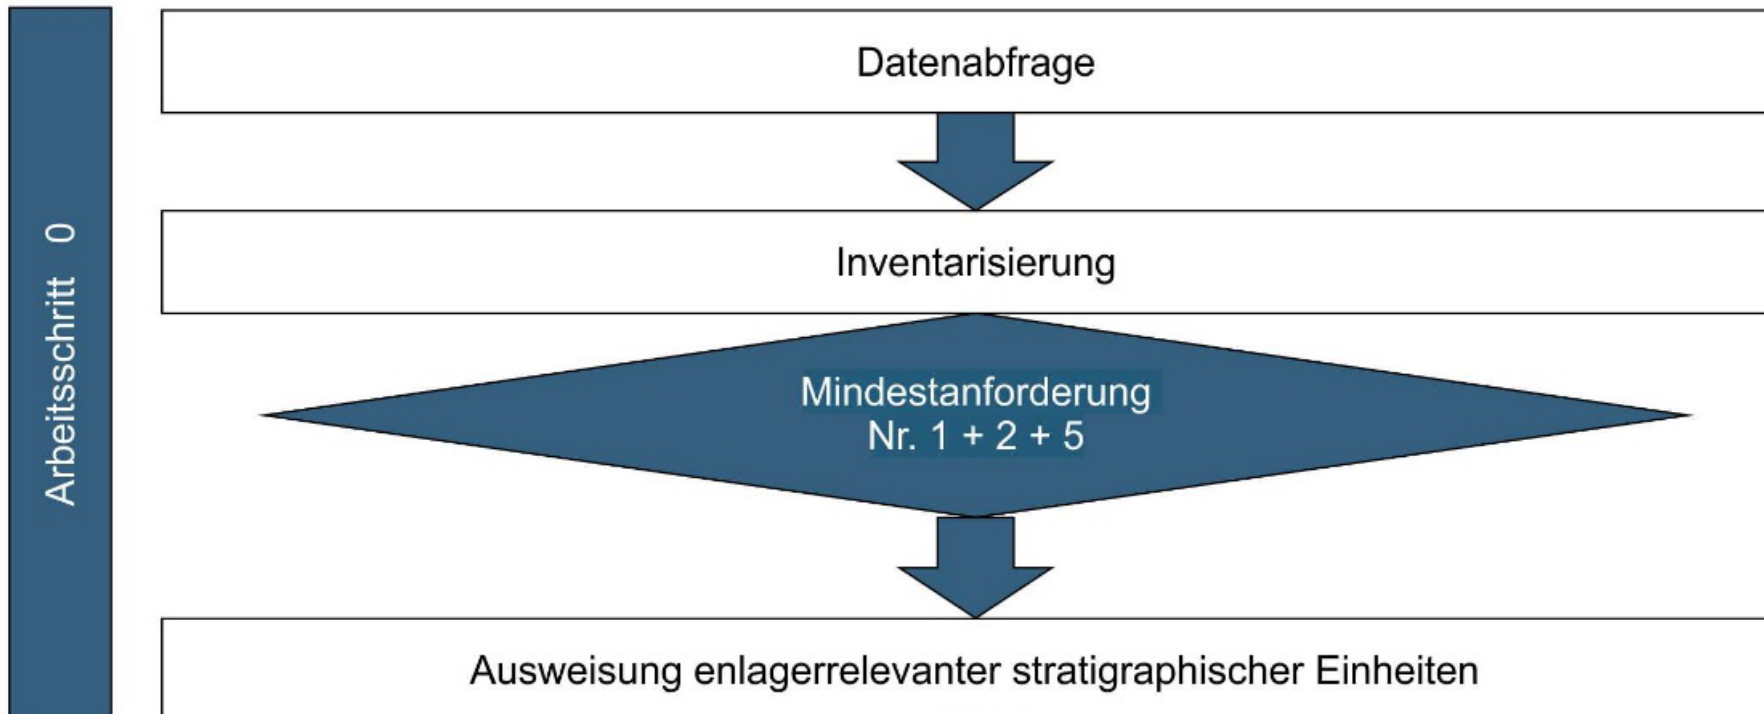 Arbeitsschritt 0
Datenabfrage
Inventarisierung
Mindestanforderung
Nr. 1 + 2 + 5
Ausweisung enlagerrelevanter stratigraphischer Einheiten